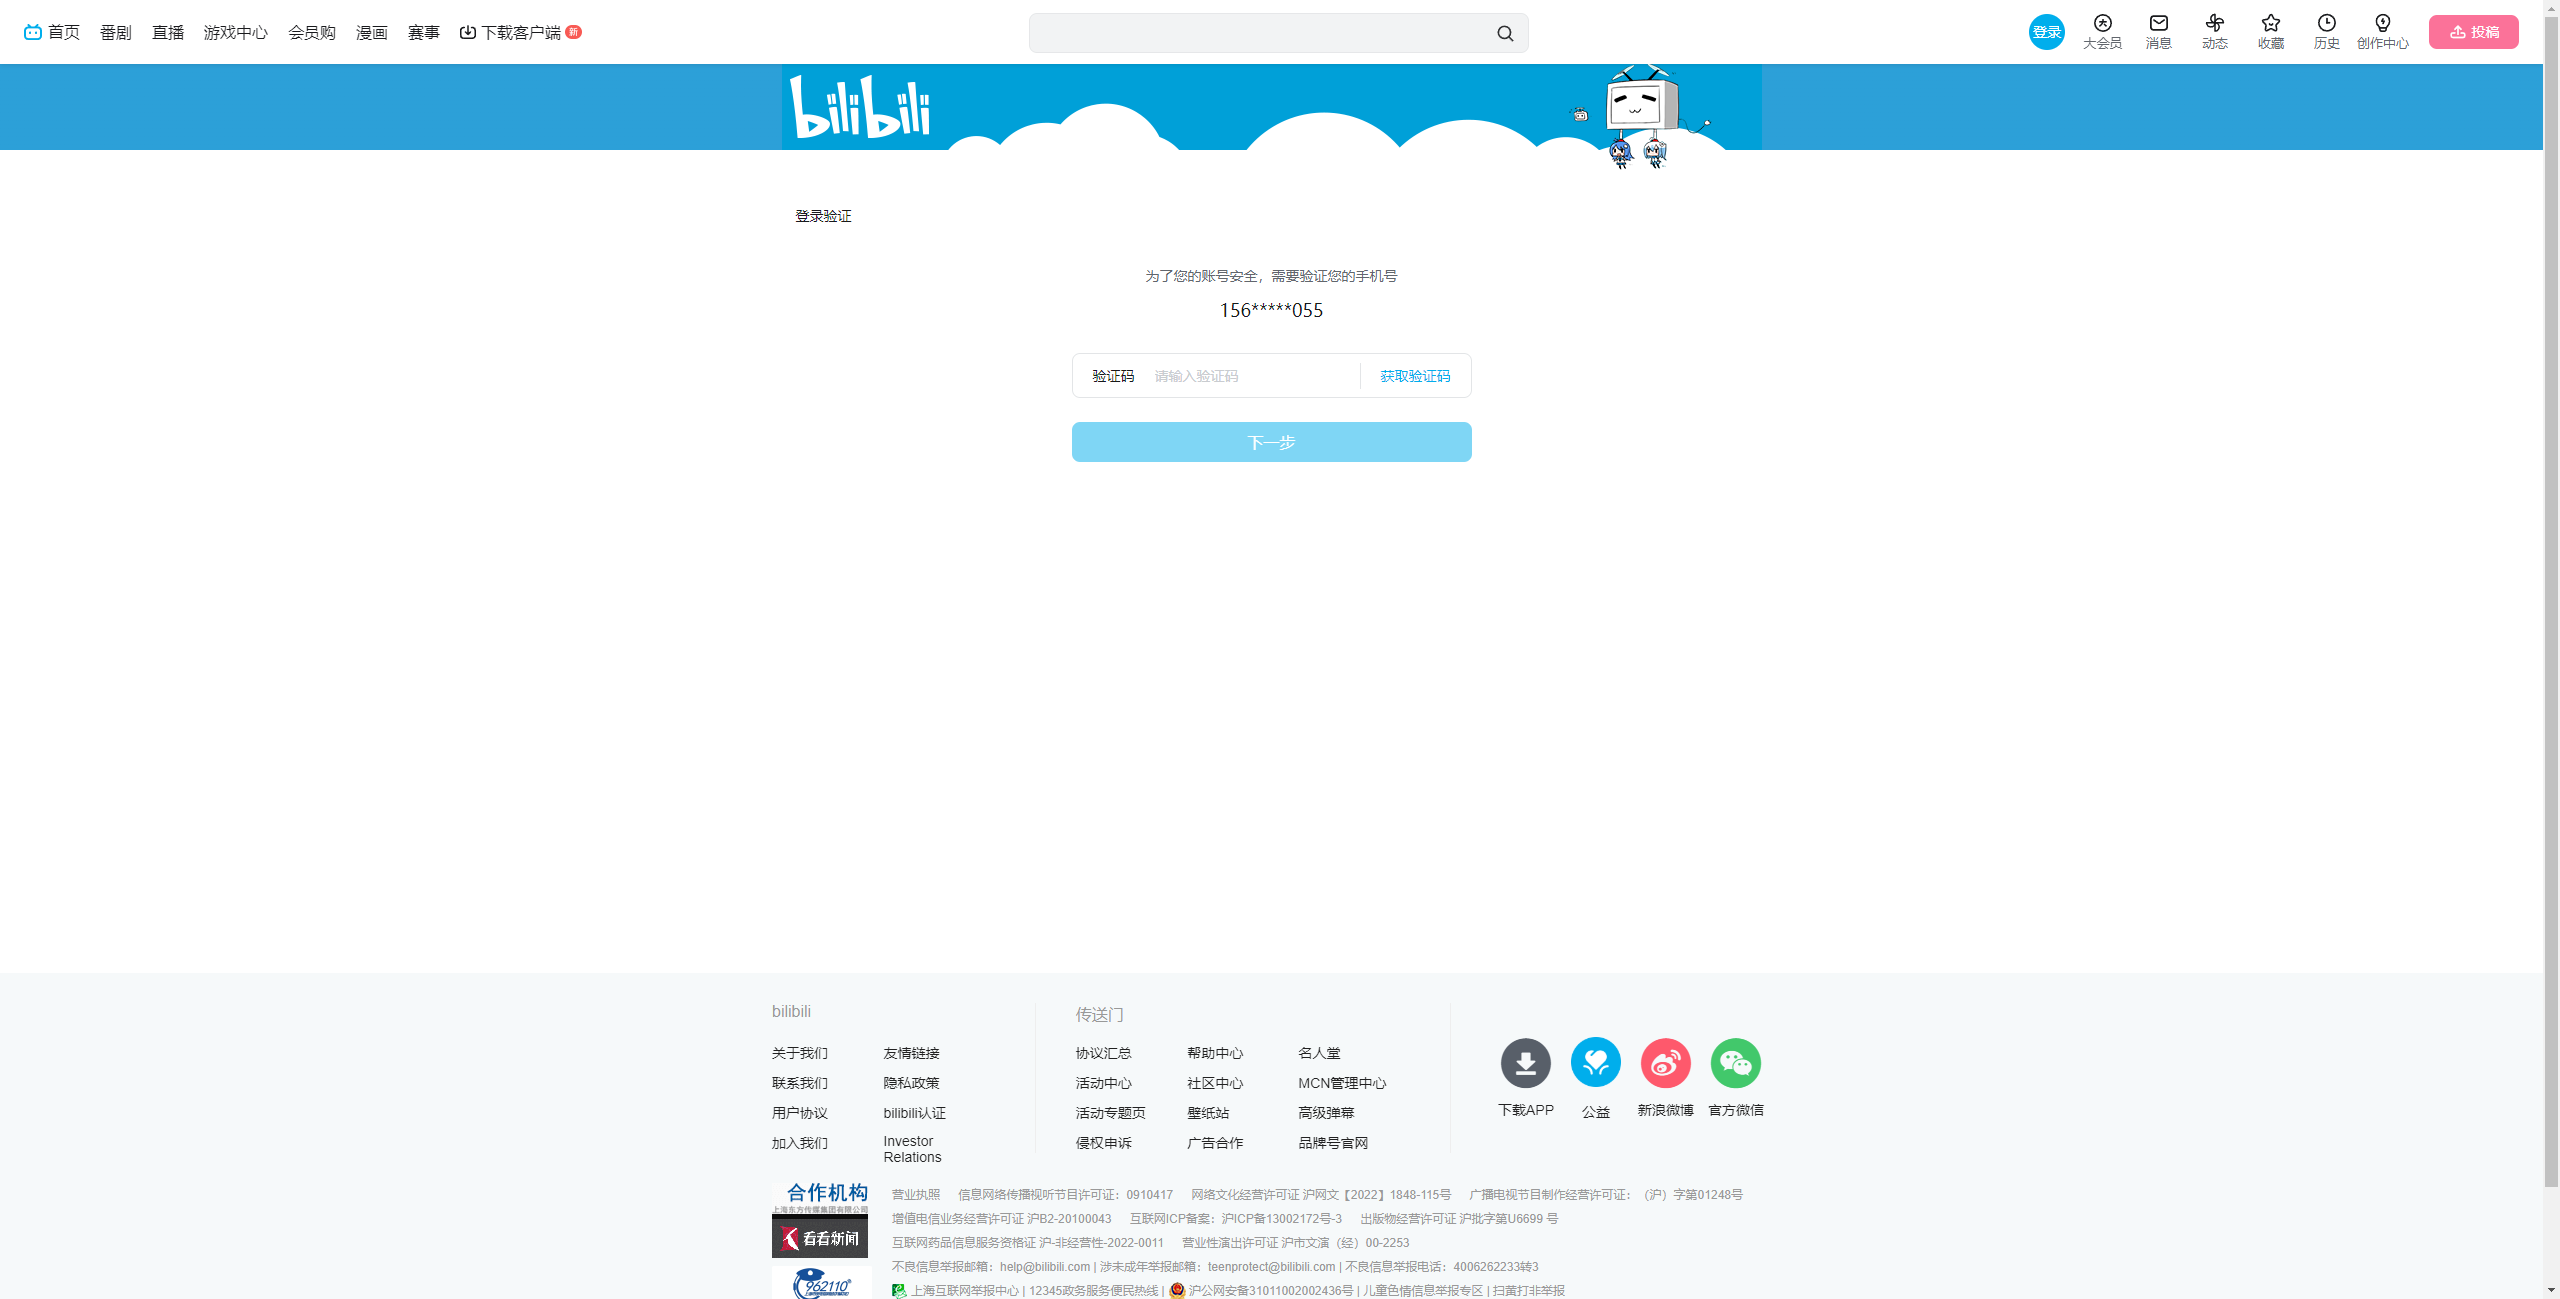 首页 番剧 直播 游戏中心 会员购 漫画 赛事 下载客户端 新
登录 大会员 消息 动态 收藏 历史 创作中心 投稿
bilibili
登录验证
为了您的账号安全，需要验证您的手机号
156*****055
验证码 请输入验证码 获取验证码
下一步
bilibili
关于我们 友情链接
联系我们 隐私政策
用户协议 bilibili认证
加入我们 Investor Relations
传送门
协议汇总 帮助中心 名人堂
活动中心 社区中心 MCN管理中心
活动专题页 壁纸站 高级弹幕
侵权申诉 广告合作 品牌号官网
下载APP 公益 新浪微博 官方微信
合作机构
上海东方传媒集团有限公司
看看新闻
962110
营业执照 信息网络传播视听节目许可证：0910417 网络文化经营许可证 沪网文【2022】1848-115号 广播电视节目制作经营许可证：（沪）字第01248号
增值电信业务经营许可证 沪B2-20100043 互联网ICP备案：沪ICP备13002172号-3 出版物经营许可证 沪批字第U6699 号
互联网药品信息服务资格证 沪-非经营性-2022-0011 营业性演出许可证 沪市文演（经）00-2253
不良信息举报邮箱：help@bilibili.com | 涉未成年举报邮箱：teenprotect@bilibili.com | 不良信息举报电话：4006262233转3
上海互联网举报中心 | 12345政务服务便民热线 | 沪公网安备31011002002436号 | 儿童色情信息举报专区 | 扫黄打非举报